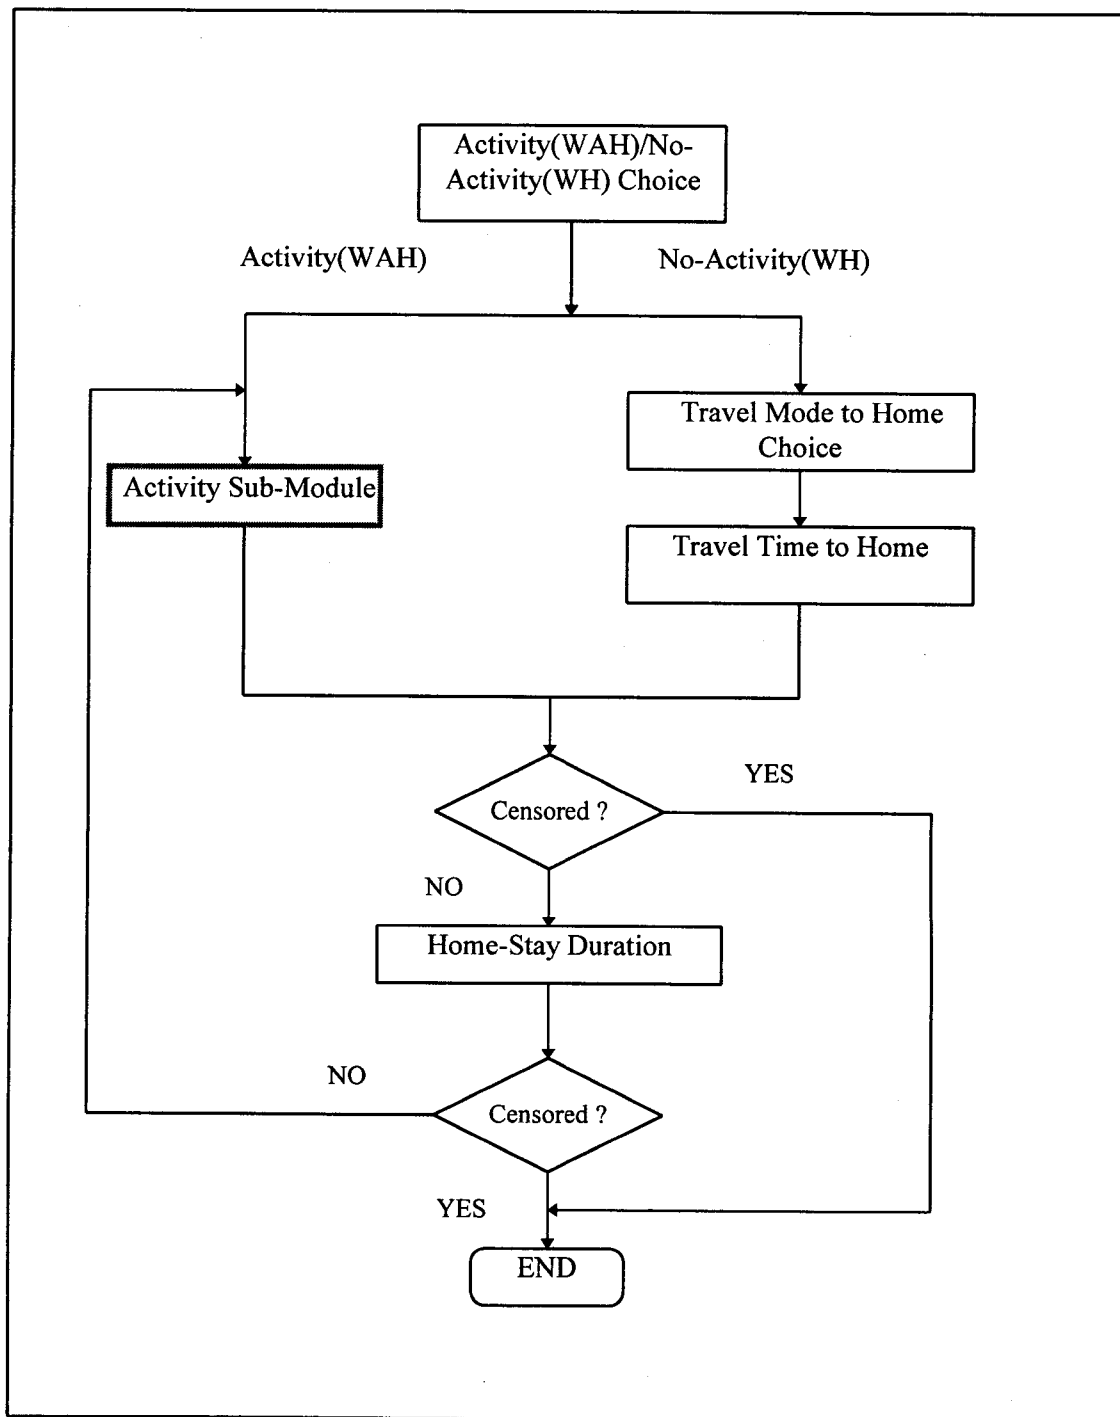 Activity(WAH)/No-
Activity(WH) Choice
Activity(WAH)
No-Activity(WH)
Travel Mode to Home
Choice
Activity Sub-Module
Travel Time to Home
YES
Censored ?
NO
Home-Stay Duration
NO
Censored ?
YES
END